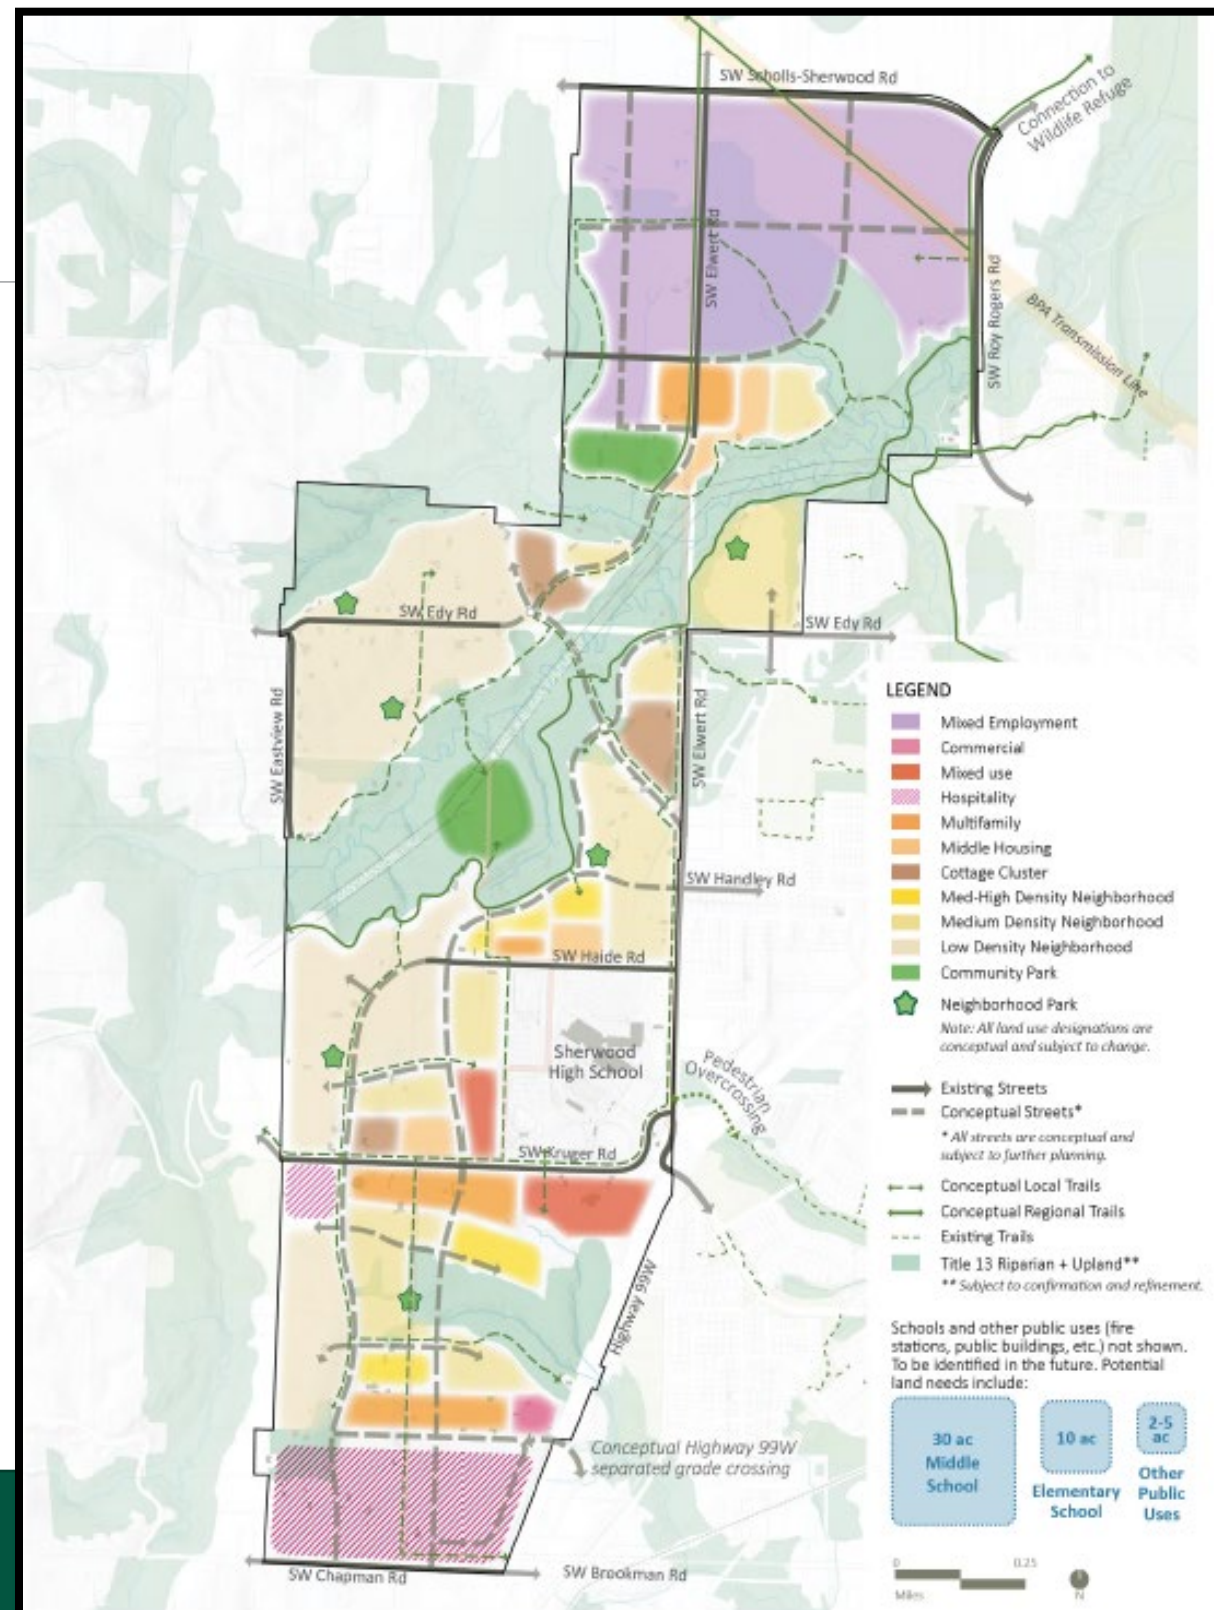 SW Scholls-Sherwood Rd
Connection to
Wildlife Refuge
SW Elwert Rd
SW Roy Rogers Rd
BPA Transmission Line
SW Edy Rd
SW Edy Rd
SW Eastview Rd
SW Elwert Rd
SW Handley Rd
SW Haide Rd
Sherwood
High School
Pedestrian
Overcrossing
SW Kruger Rd
Highway 99W
Conceptual Highway 99W
separated grade crossing
SW Chapman Rd
SW Brookman Rd
LEGEND
Mixed Employment
Commercial
Mixed use
Hospitality
Multifamily
Middle Housing
Cottage Cluster
Med-High Density Neighborhood
Medium Density Neighborhood
Low Density Neighborhood
Community Park
Neighborhood Park
Note: All land use designations are
conceptual and subject to change.
Existing Streets
Conceptual Streets*
* All streets are conceptual and
subject to further planning.
Conceptual Local Trails
Conceptual Regional Trails
Existing Trails
Title 13 Riparian + Upland**
** Subject to confirmation and refinement.
Schools and other public uses (fire
stations, public buildings, etc.) not shown.
To be identified in the future. Potential
land needs include:
30 ac
Middle
School
10 ac
Elementary
School
2-5
ac
Other
Public
Uses
0 0.25
Miles
N